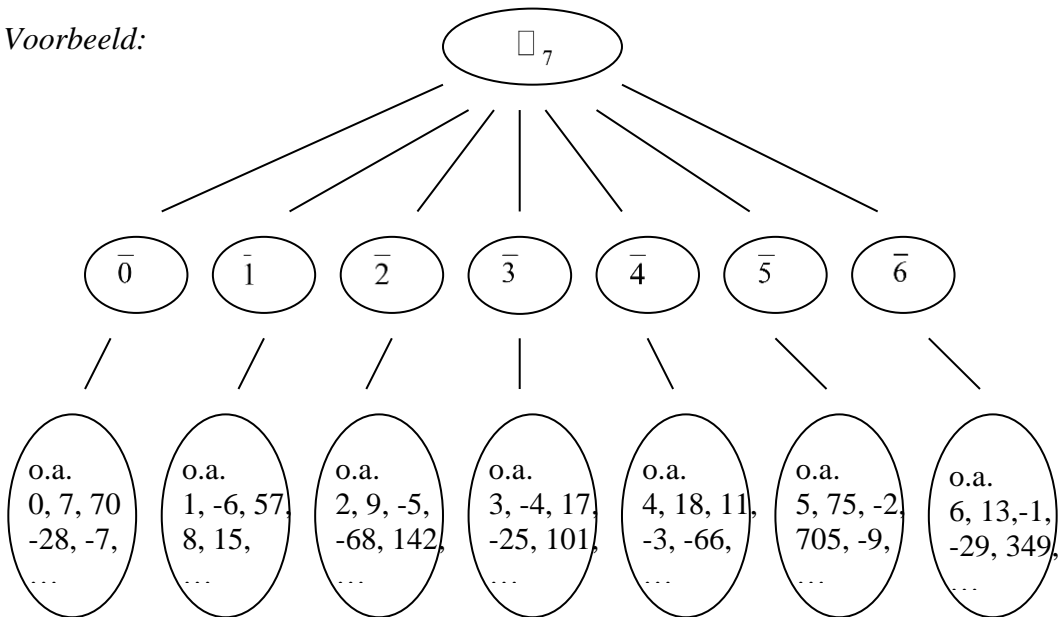 Voorbeeld:
□ 7
0̅ 1̅ 2̅ 3̅ 4̅ 5̅ 6̅
o.a.
0, 7, 70
-28, -7,
…
o.a.
1, -6, 57,
8, 15,
…
o.a.
2, 9, -5,
-68, 142,
…
o.a.
3, -4, 17,
-25, 101,
…
o.a.
4, 18, 11,
-3, -66,
…
o.a.
5, 75, -2,
705, -9,
…
o.a.
6, 13,-1,
-29, 349,
…